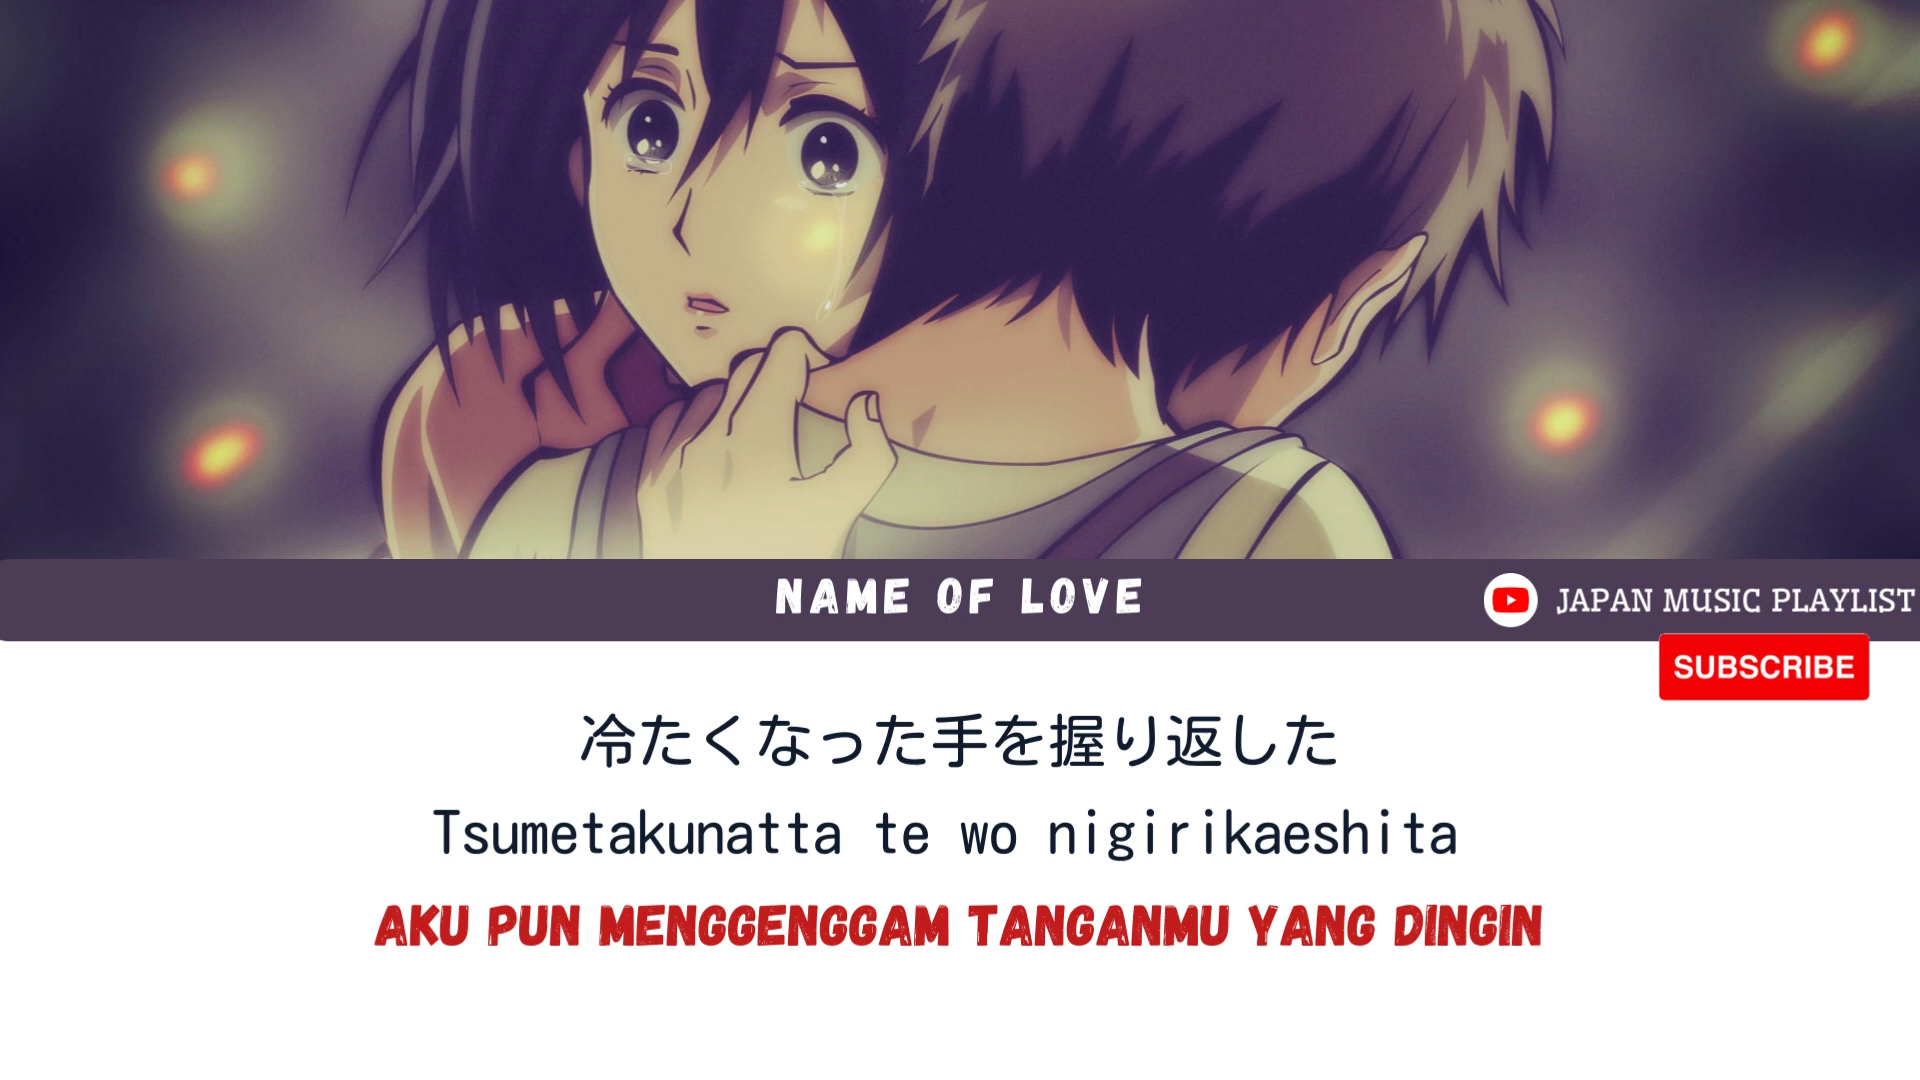 NAME OF LOVE
JAPAN MUSIC PLAYLIST
SUBSCRIBE
冷たくなった手を握り返した
Tsumetakunatta te wo nigirikaeshita
AKU PUN MENGGENGGAM TANGANMU YANG DINGIN